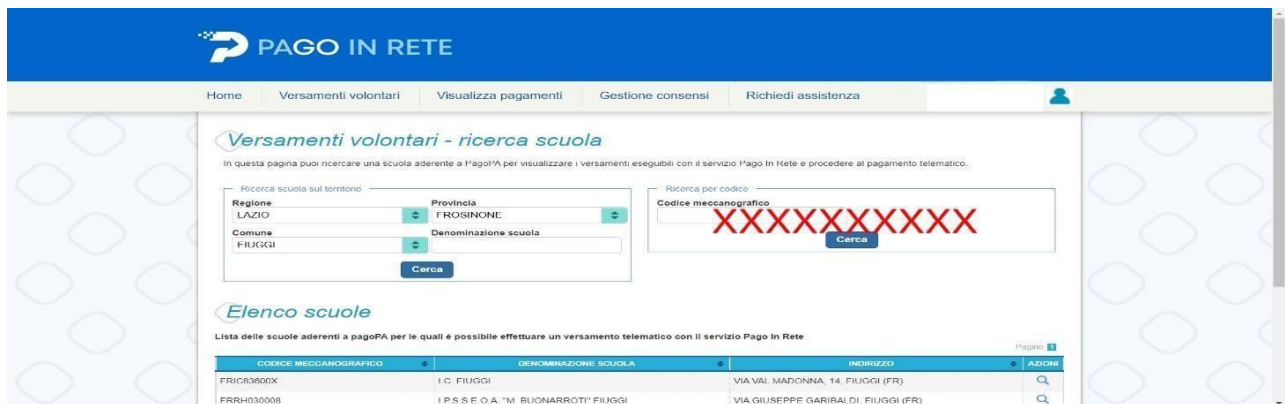 PAGO IN RETE
Home Versamenti volontari Visualizza pagamenti Gestione consensi Richiedi assistenza
Versamenti volontari - ricerca scuola
In questa pagina puoi ricercare una scuola aderente a PagoPA per visualizzare i versamenti eseguibili con il servizio Pago In Rete e procedere al pagamento telematico.
Ricerca scuola sul territorio
Regione Provincia
LAZIO FROSINONE
Comune Denominazione scuola
FIUGGI
Cerca
Ricerca per codice
Codice meccanografico
XXXXXXXXXXX
Cerca
Elenco scuole
Lista delle scuole aderenti a pagoPA per le quali è possibile effettuare un versamento telematico con il servizio Pago In Rete
Pagine 1
CODICE MECCANOGRAFICO DENOMINAZIONE SCUOLA INDIRIZZO AZIONI
FRIC83600X I.C. FIUGGI VIA VAL MADONNA, 14, FIUGGI (FR)
FRRH030008 I.P.S.S.E.O.A. "M. BUONARROTI" FIUGGI VIA GIUSEPPE GARIBALDI, FIUGGI (FR)